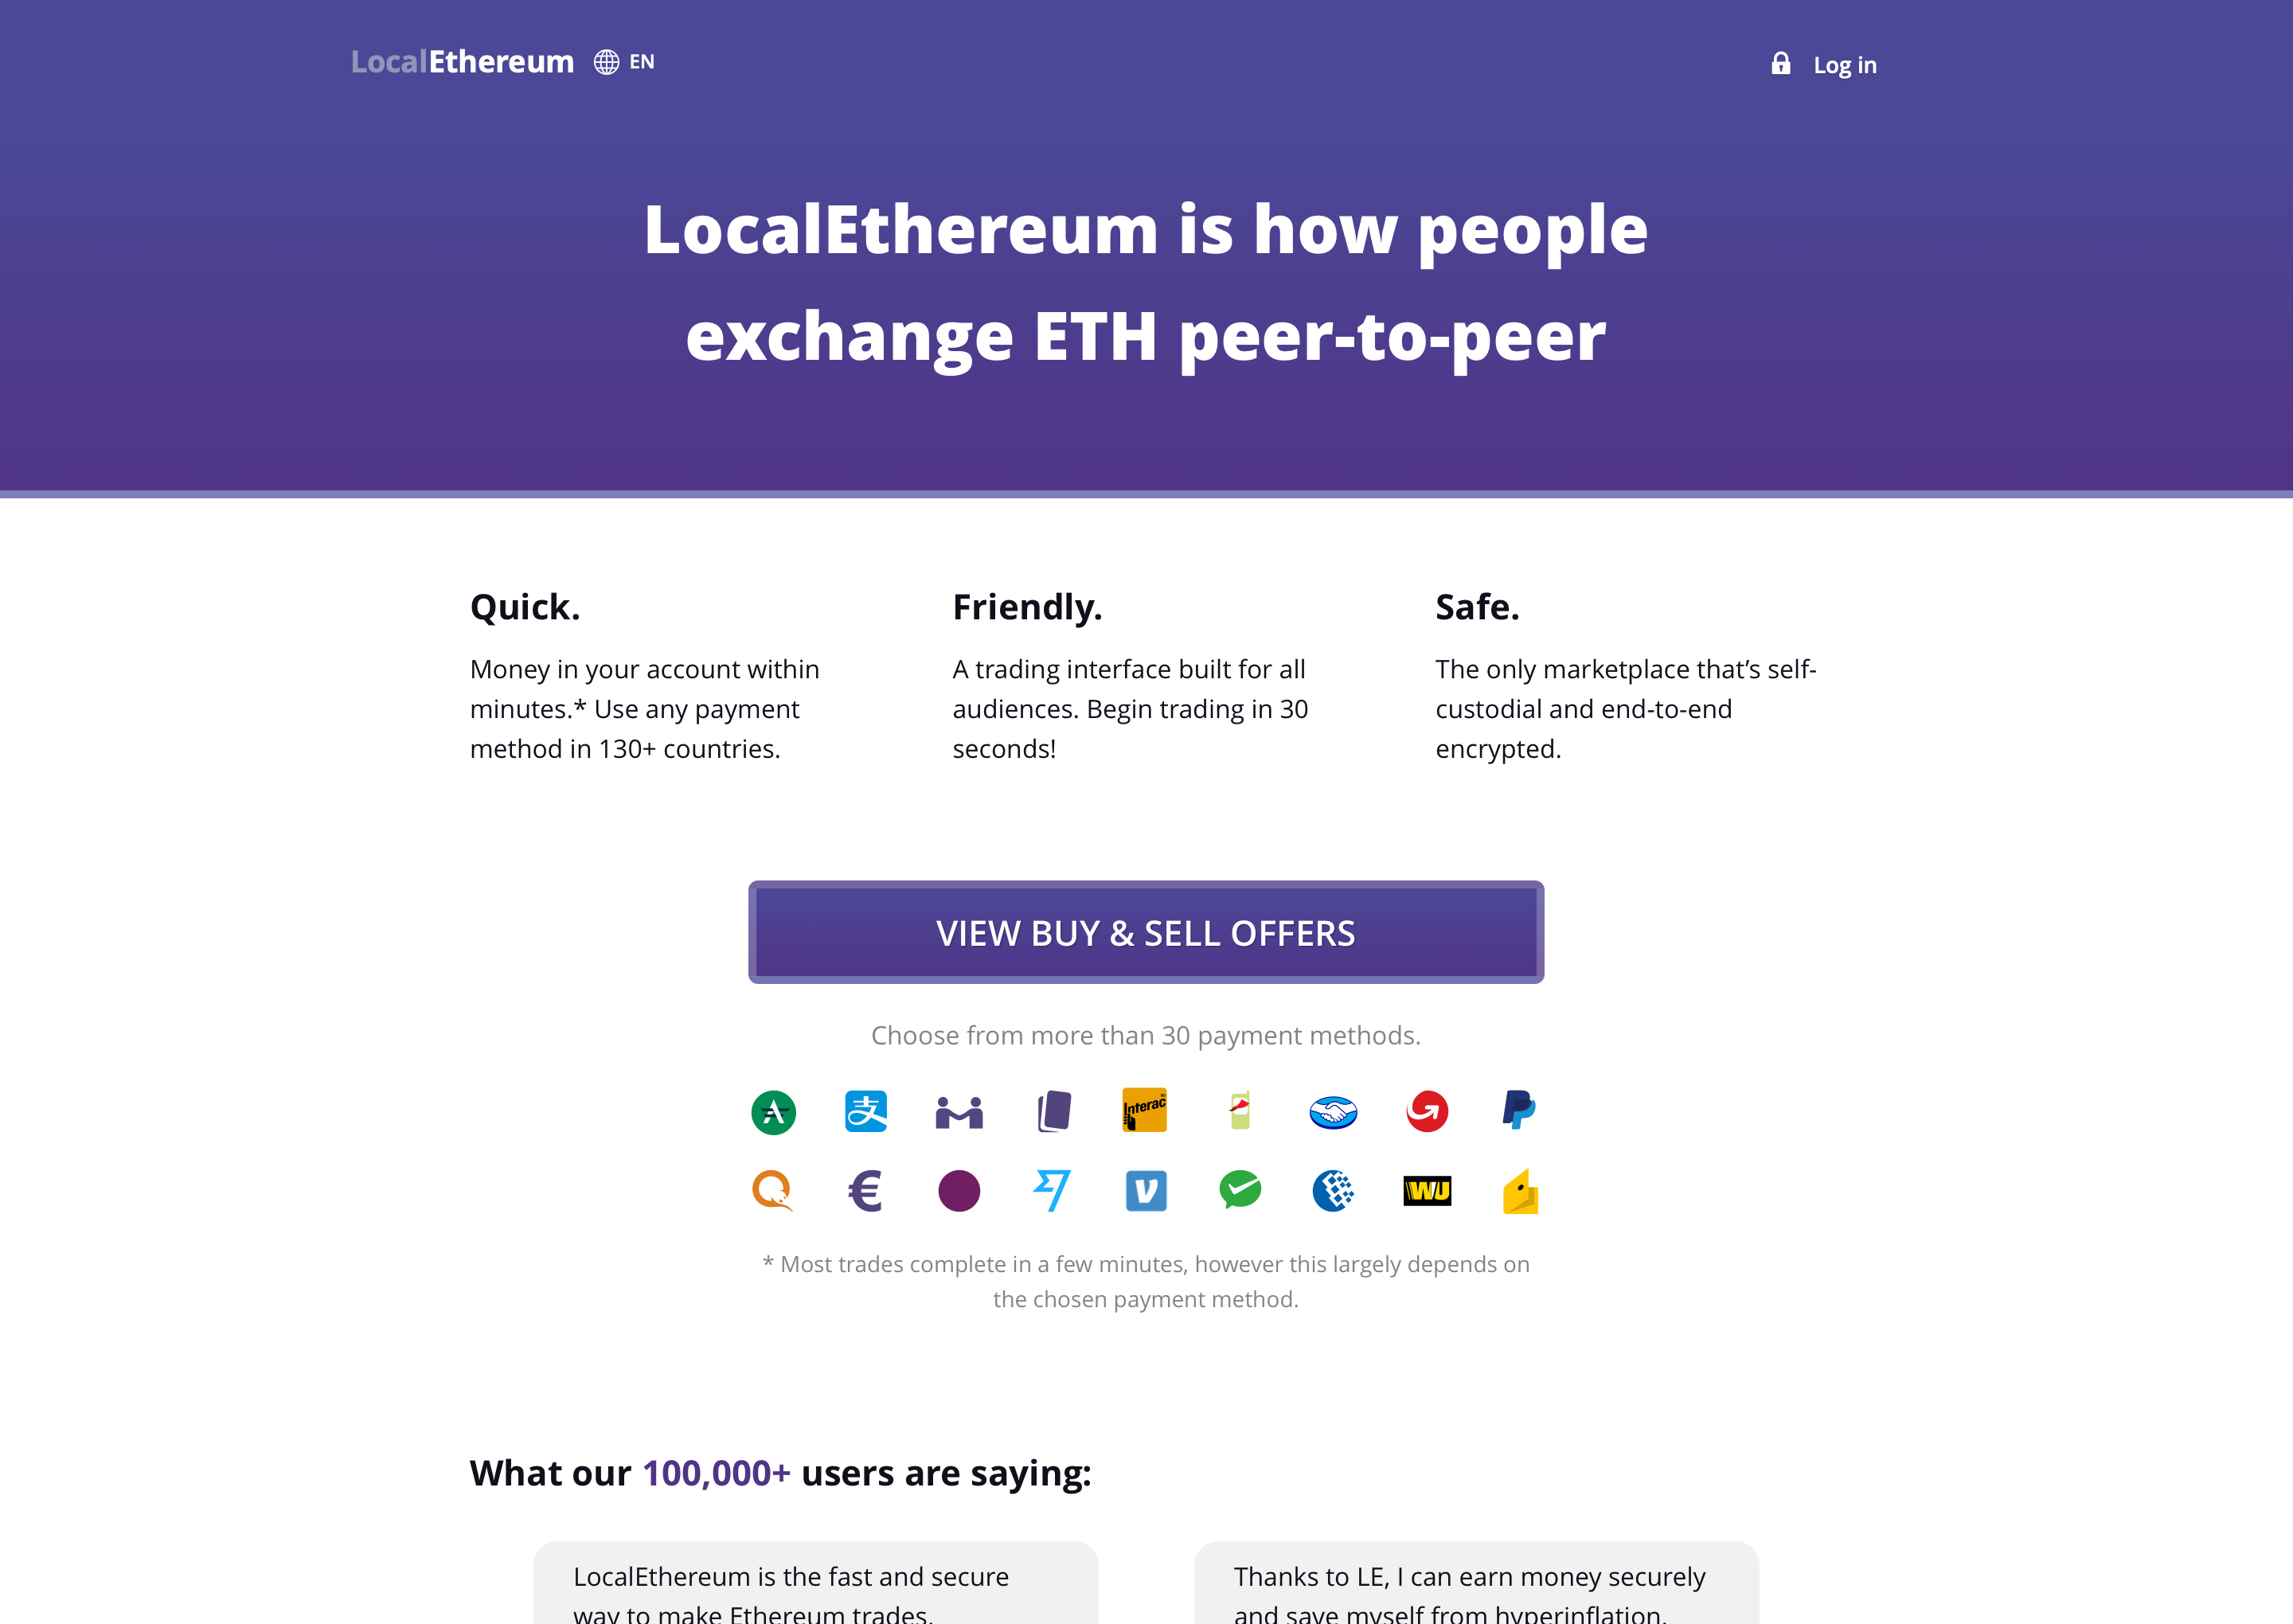 LocalEthereum EN
Log in
LocalEthereum is how people
exchange ETH peer-to-peer
Quick.
Money in your account within
minutes.* Use any payment
method in 130+ countries.
Friendly.
A trading interface built for all
audiences. Begin trading in 30
seconds!
Safe.
The only marketplace that’s self-
custodial and end-to-end
encrypted.
VIEW BUY & SELL OFFERS
Choose from more than 30 payment methods.
支
Interac
WU
* Most trades complete in a few minutes, however this largely depends on
the chosen payment method.
What our 100,000+ users are saying:
LocalEthereum is the fast and secure
way to make Ethereum trades.
Thanks to LE, I can earn money securely
and save myself from hyperinflation.